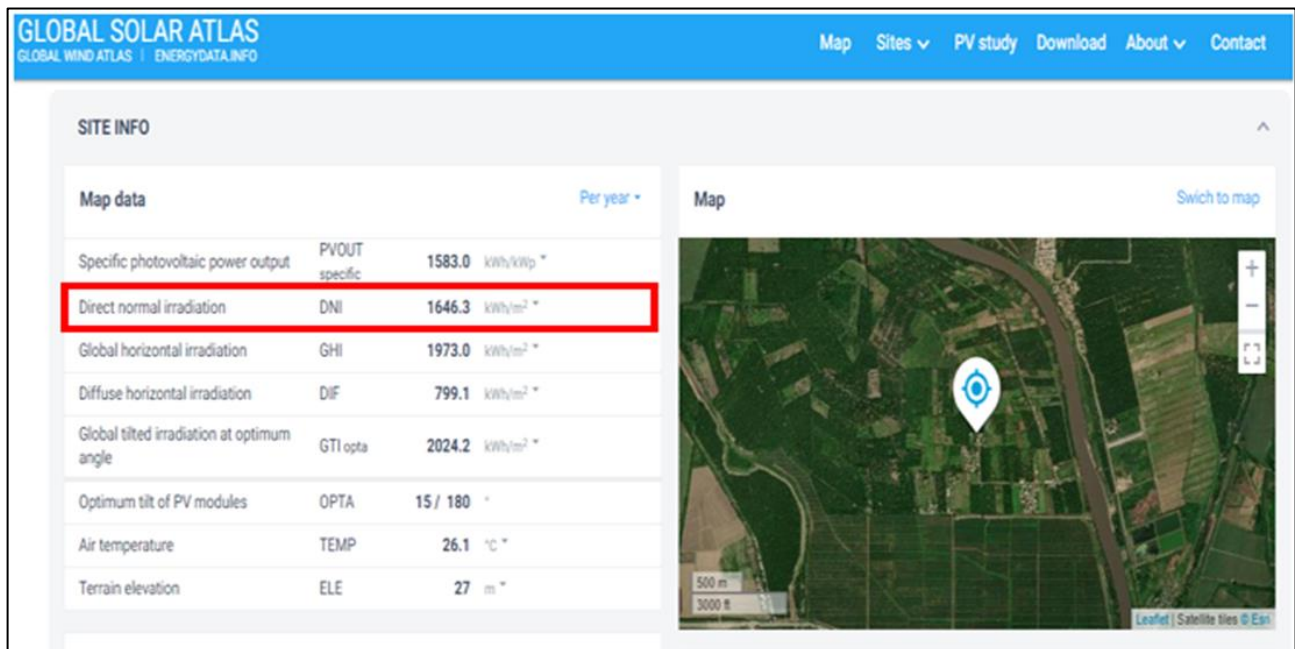 GLOBAL SOLAR ATLAS
GLOBAL WIND ATLAS | ENERGYDATA.INFO
Map Sites PV study Download About Contact
SITE INFO
Map data Per year
Specific photovoltaic power output PVOUT specific 1583.0 kWh/kWp
Direct normal irradiation DNI 1646.3 kWh/m²
Global horizontal irradiation GHI 1973.0 kWh/m²
Diffuse horizontal irradiation DIF 799.1 kWh/m²
Global tilted irradiation at optimum angle GTI opta 2024.2 kWh/m²
Optimum tilt of PV modules OPTA 15 / 180 °
Air temperature TEMP 26.1 °C
Terrain elevation ELE 27 m
Map Swich to map
+
−
500 m
3000 ft
Leaflet | Satellite tiles © Esri